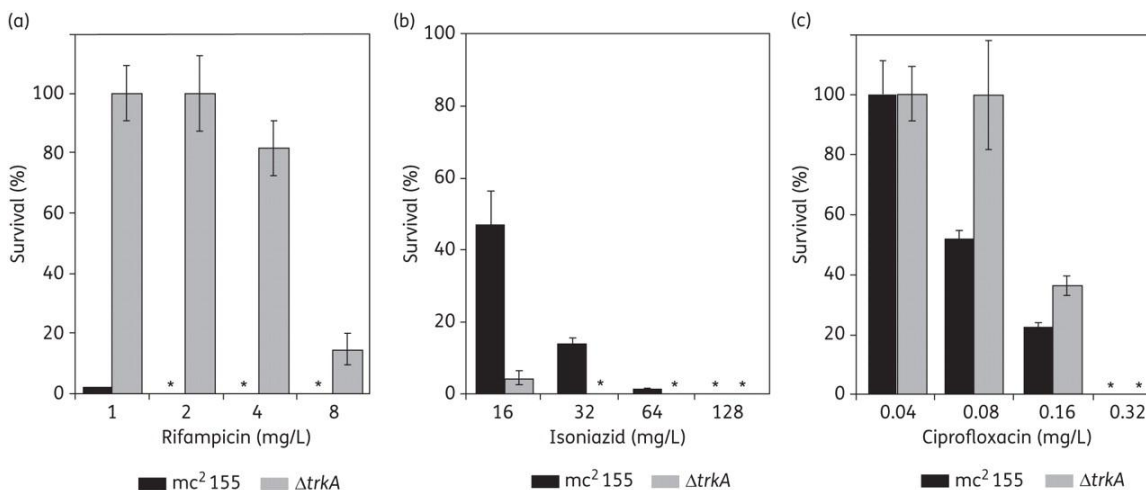 (a)
Survival (%)
100
80
60
40
20
0
* * *
1 2 4 8
Rifampicin (mg/L)
mc² 155 ΔtrkA
(b)
Survival (%)
100
80
60
40
20
0
* * * *
16 32 64 128
Isoniazid (mg/L)
mc² 155 ΔtrkA
(c)
Survival (%)
100
80
60
40
20
0
* *
0.04 0.08 0.16 0.32
Ciprofloxacin (mg/L)
mc² 155 ΔtrkA